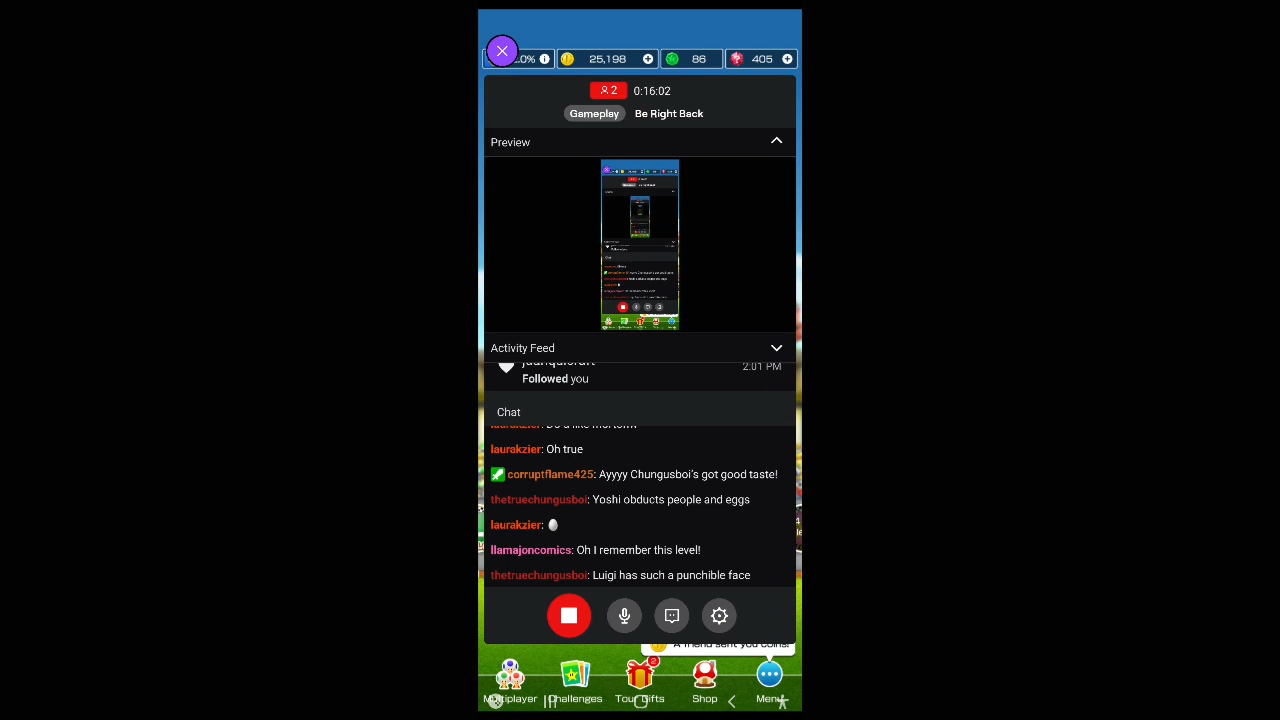 .0%
25,198
86
405
2 0:16:02
Gameplay Be Right Back
Preview
Activity Feed
2:01 PM
Followed you
Chat
laurakzier:
laurakzier: Oh true
corruptflame425: Ayyyy Chungusboi's got good taste!
thetruechungusboi: Yoshi obducts people and eggs
laurakzier:
llamajoncomics: Oh I remember this level!
thetruechungusboi: Luigi has such a punchible face
A friend sent you coins!
2
Multiplayer Challenges Tour Gifts Shop Menu